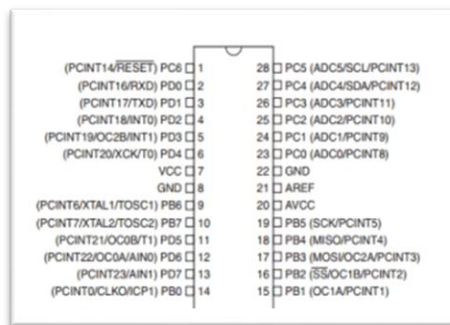 (PCINT14/RESET) PC6 1 28 PC5 (ADC5/SCL/PCINT13)
(PCINT16/RXD) PD0 2 27 PC4 (ADC4/SDA/PCINT12)
(PCINT17/TXD) PD1 3 26 PC3 (ADC3/PCINT11)
(PCINT18/INT0) PD2 4 25 PC2 (ADC2/PCINT10)
(PCINT19/OC2B/INT1) PD3 5 24 PC1 (ADC1/PCINT9)
(PCINT20/XCK/T0) PD4 6 23 PC0 (ADC0/PCINT8)
VCC 7 22 GND
GND 8 21 AREF
(PCINT6/XTAL1/TOSC1) PB6 9 20 AVCC
(PCINT7/XTAL2/TOSC2) PB7 10 19 PB5 (SCK/PCINT5)
(PCINT21/OC0B/T1) PD5 11 18 PB4 (MISO/PCINT4)
(PCINT22/OC0A/AIN0) PD6 12 17 PB3 (MOSI/OC2A/PCINT3)
(PCINT23/AIN1) PD7 13 16 PB2 (SS/OC1B/PCINT2)
(PCINT0/CLKO/ICP1) PB0 14 15 PB1 (OC1A/PCINT1)